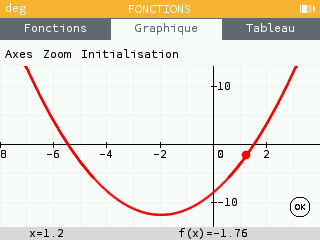 deg FONCTIONS
Fonctions Graphique Tableau
Axes Zoom Initialisation
10
8 -6 -4 -2 0 2
-10
OK
x=1.2 f(x)=-1.76